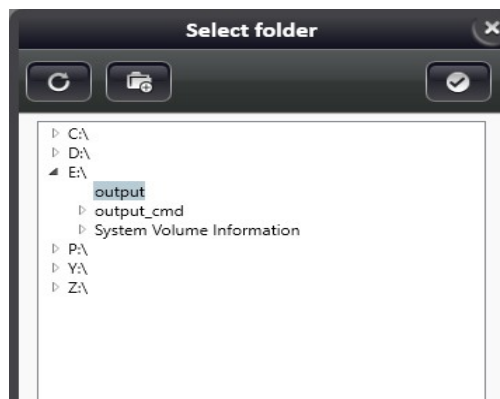 Select folder
C:\
D:\
E:\
output
output_cmd
System Volume Information
P:\
Y:\
Z:\